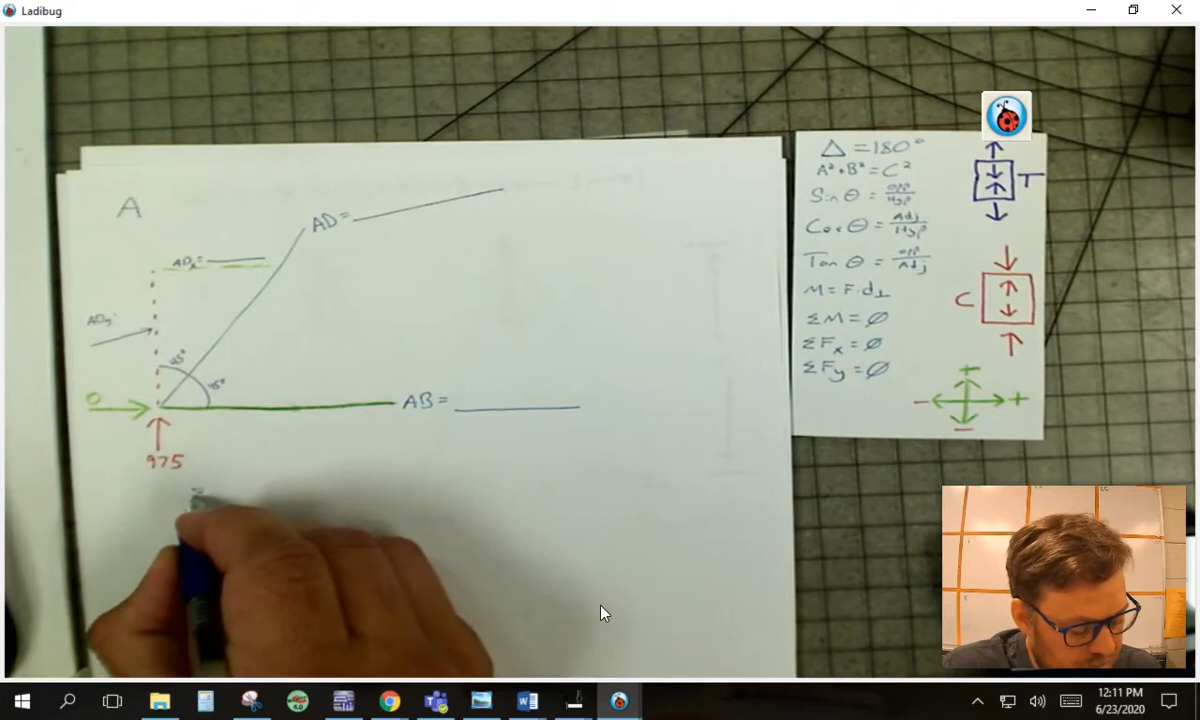 Ladibug
A
AD=
ADx=
ADy
45°
45°
0
AB=
975
△ = 180°
A² + B² = C²
Sin θ = opp/Hyp
Cos θ = Adj/Hyp
Tan θ = opp/Adj
M = F·d⊥
ΣM = ∅
ΣFx = ∅
ΣFy = ∅
T
C
+
- +
-
12:11 PM
6/23/2020